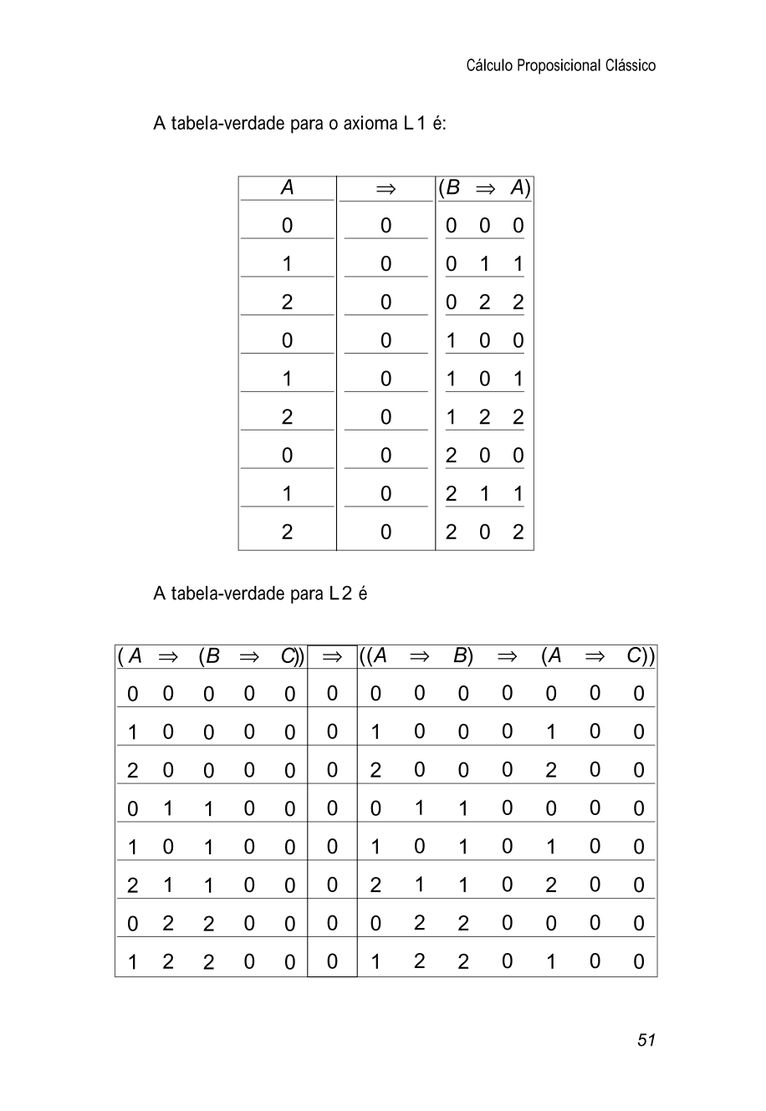 Cálculo Proposicional Clássico
A tabela-verdade para o axioma L1 é:
A ⇒ (B ⇒ A)
0 0 0 0 0
1 0 0 1 1
2 0 0 2 2
0 0 1 0 0
1 0 1 0 1
2 0 1 2 2
0 0 2 0 0
1 0 2 1 1
2 0 2 0 2
A tabela-verdade para L2 é
(A ⇒ (B ⇒ C)) ⇒ ((A ⇒ B) ⇒ (A ⇒ C))
0 0 0 0 0 0 0 0 0 0 0 0 0
1 0 0 0 0 0 1 0 0 0 1 0 0
2 0 0 0 0 0 2 0 0 0 2 0 0
0 1 1 0 0 0 0 1 1 0 0 0 0
1 0 1 0 0 0 1 0 1 0 1 0 0
2 1 1 0 0 0 2 1 1 0 2 0 0
0 2 2 0 0 0 0 2 2 0 0 0 0
1 2 2 0 0 0 1 2 2 0 1 0 0
51